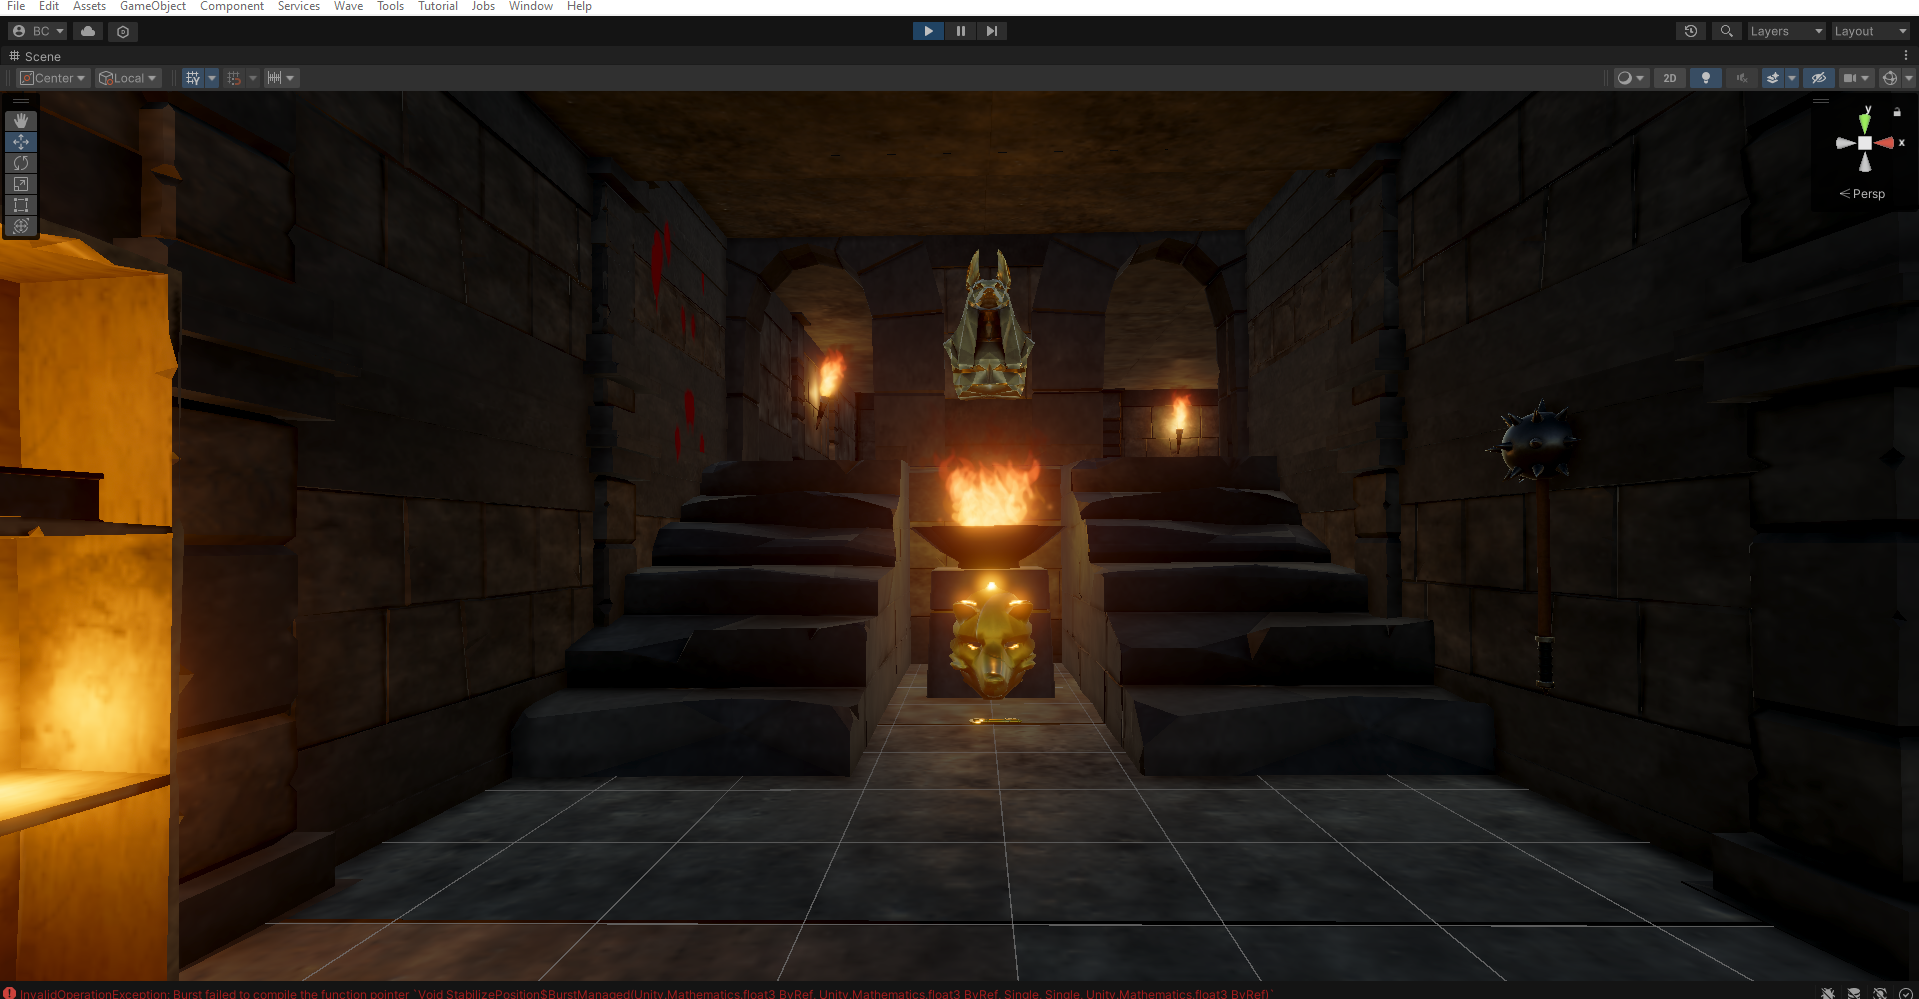 File Edit Assets GameObject Component Services Wave Tools Tutorial Jobs Window Help
BC Layers Layout
Scene
Center Local 2D
y
x
Persp
InvalidOperationException: Burst failed to compile the function pointer `Void StabilizePosition$BurstManaged(Unity.Mathematics.float3 ByRef, Unity.Mathematics.float3 ByRef, Single, Single, Unity.Mathematics.float3 ByRef)`